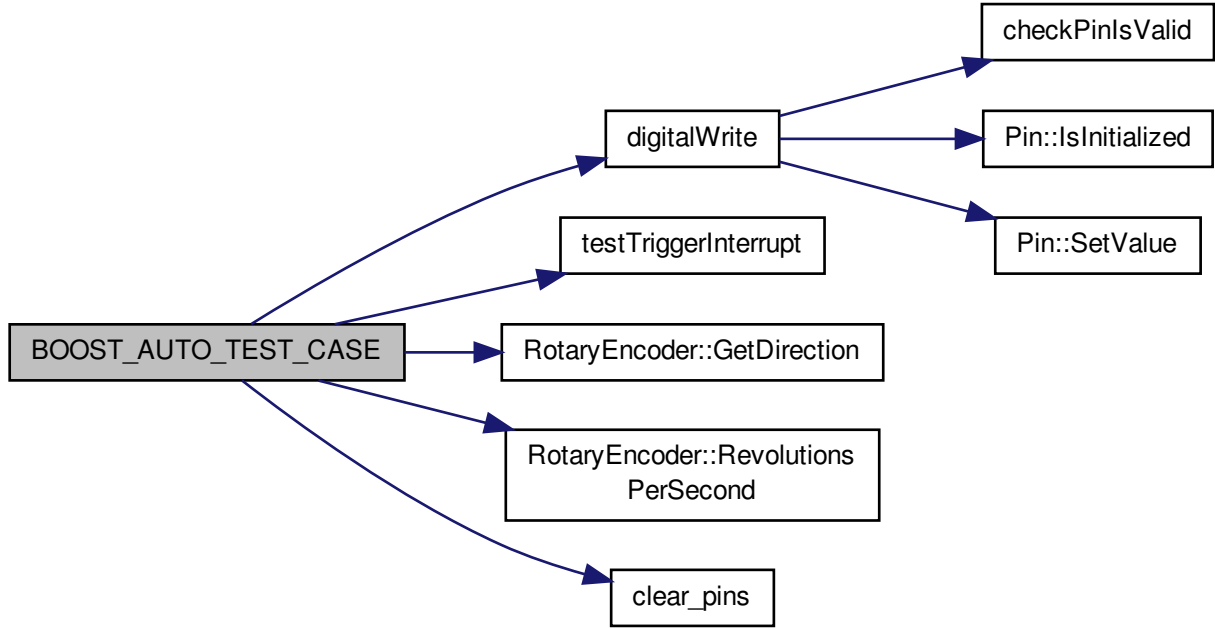 checkPinIsValid
digitalWrite
Pin::IsInitialized
testTriggerInterrupt
Pin::SetValue
BOOST_AUTO_TEST_CASE
RotaryEncoder::GetDirection
RotaryEncoder::Revolutions
PerSecond
clear_pins